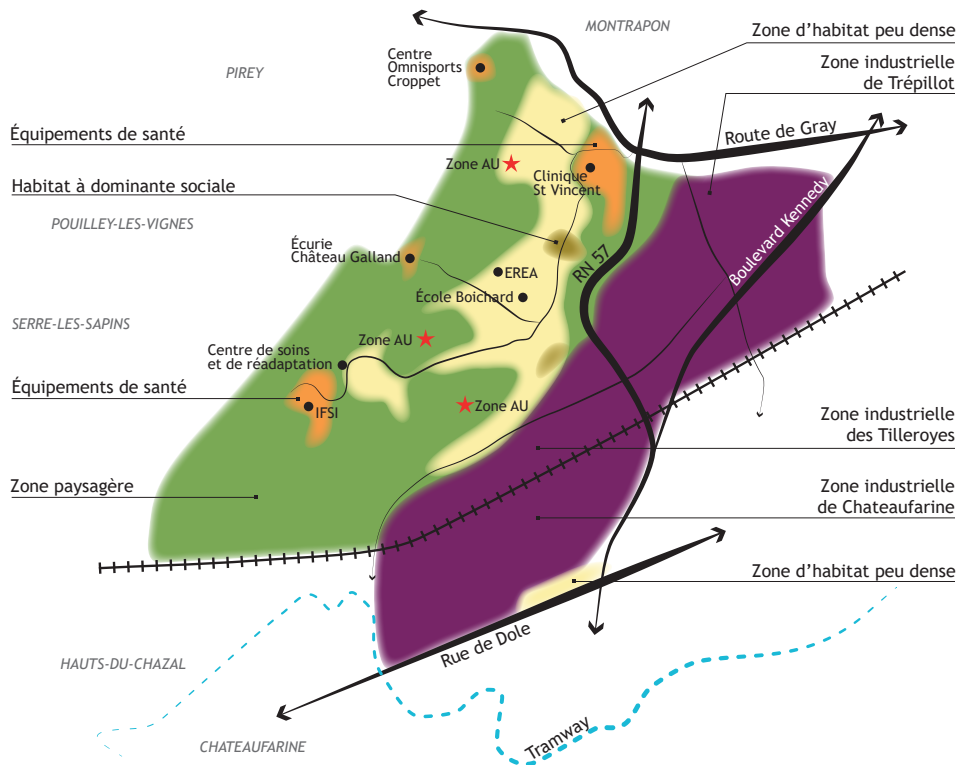 MONTRAPON
Zone d'habitat peu dense
Centre
Omnisports
Croppet
PIREY
Zone industrielle
de Trépillot
Équipements de santé
Route de Gray
Zone AU
Clinique
St Vincent
Habitat à dominante sociale
POUILLEY-LES-VIGNES
Boulevard Kennedy
Écurie
Château Galland
RN 57
EREA
École Boichard
SERRE-LES-SAPINS
Zone AU
Centre de soins
et de réadaptation
Équipements de santé
IFSI
Zone AU
Zone industrielle
des Tilleroyes
Zone paysagère
Zone industrielle
de Chateaufarine
Zone d'habitat peu dense
Rue de Dole
HAUTS-DU-CHAZAL
Tramway
CHATEAUFARINE